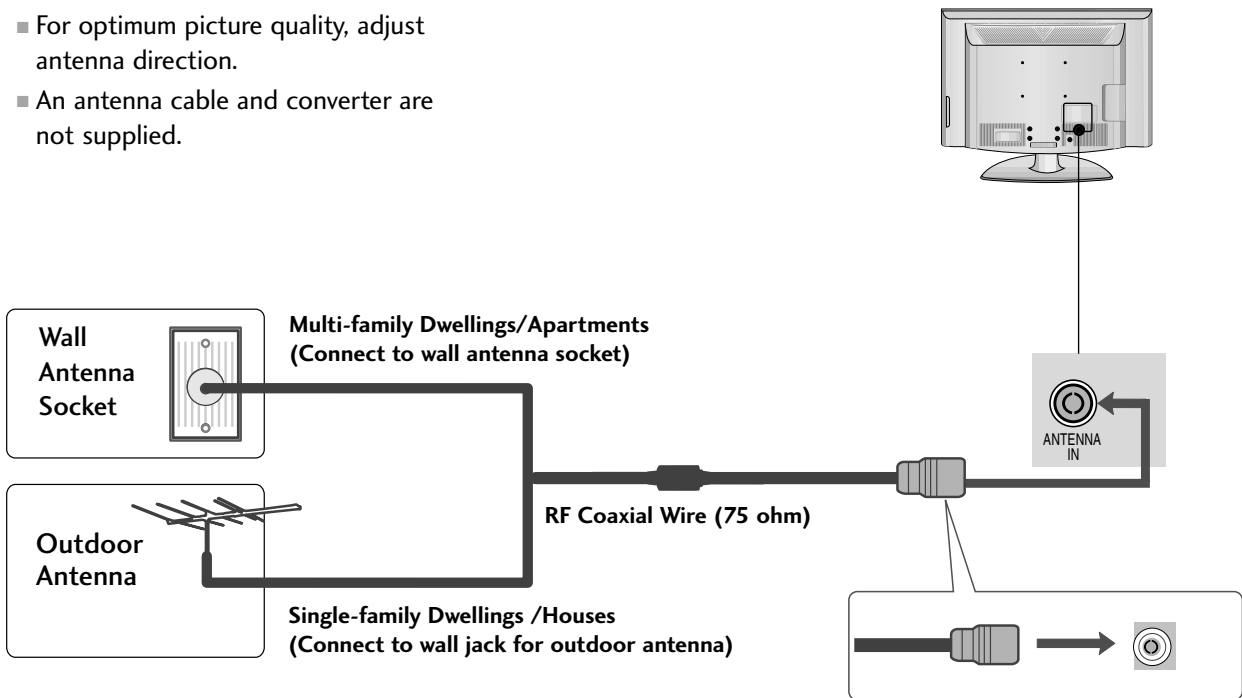 For optimum picture quality, adjust
antenna direction.
An antenna cable and converter are
not supplied.
Wall
Antenna
Socket
Multi-family Dwellings/Apartments
(Connect to wall antenna socket)
ANTENNA
IN
RF Coaxial Wire (75 ohm)
Outdoor
Antenna
Single-family Dwellings /Houses
(Connect to wall jack for outdoor antenna)